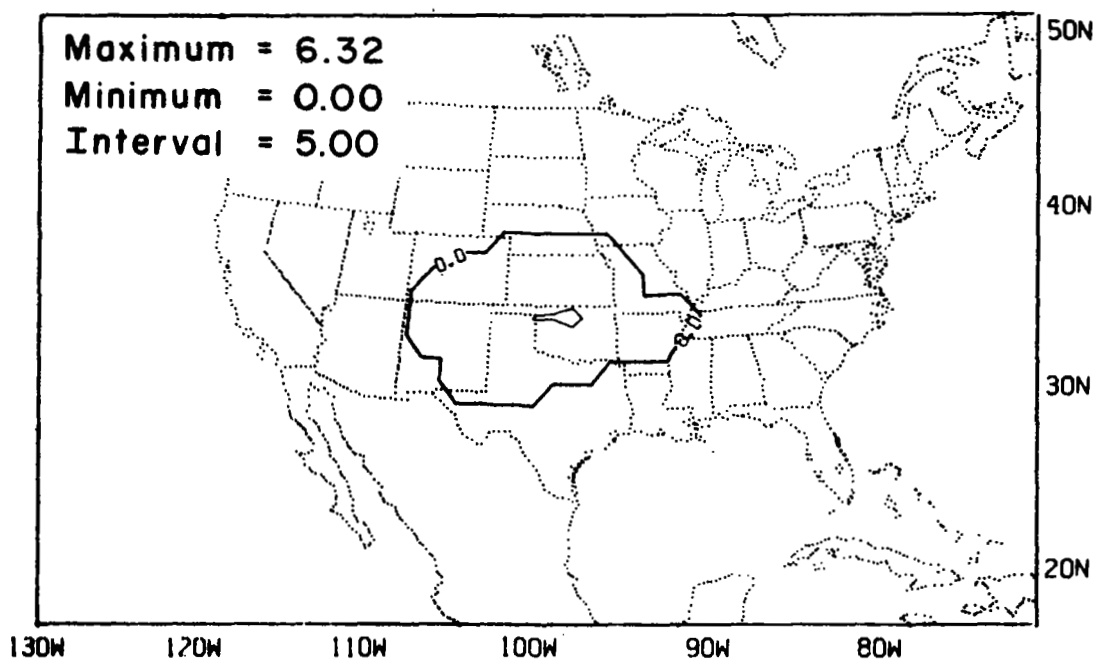 Maximum = 6.32
Minimum = 0.00
Interval = 5.00
50N
40N
0.0
0.0
30N
20N
130W 120W 110W 100W 90W 80W